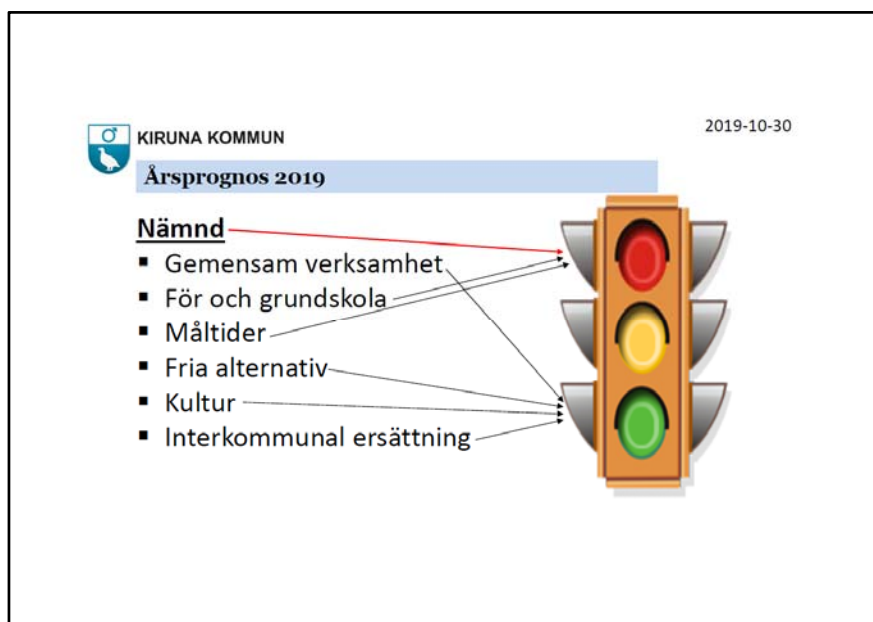 2019-10-30
KIRUNA KOMMUN
Årsprognos 2019
Nämnd
▪ Gemensam verksamhet
▪ För och grundskola
▪ Måltider
▪ Fria alternativ
▪ Kultur
▪ Interkommunal ersättning